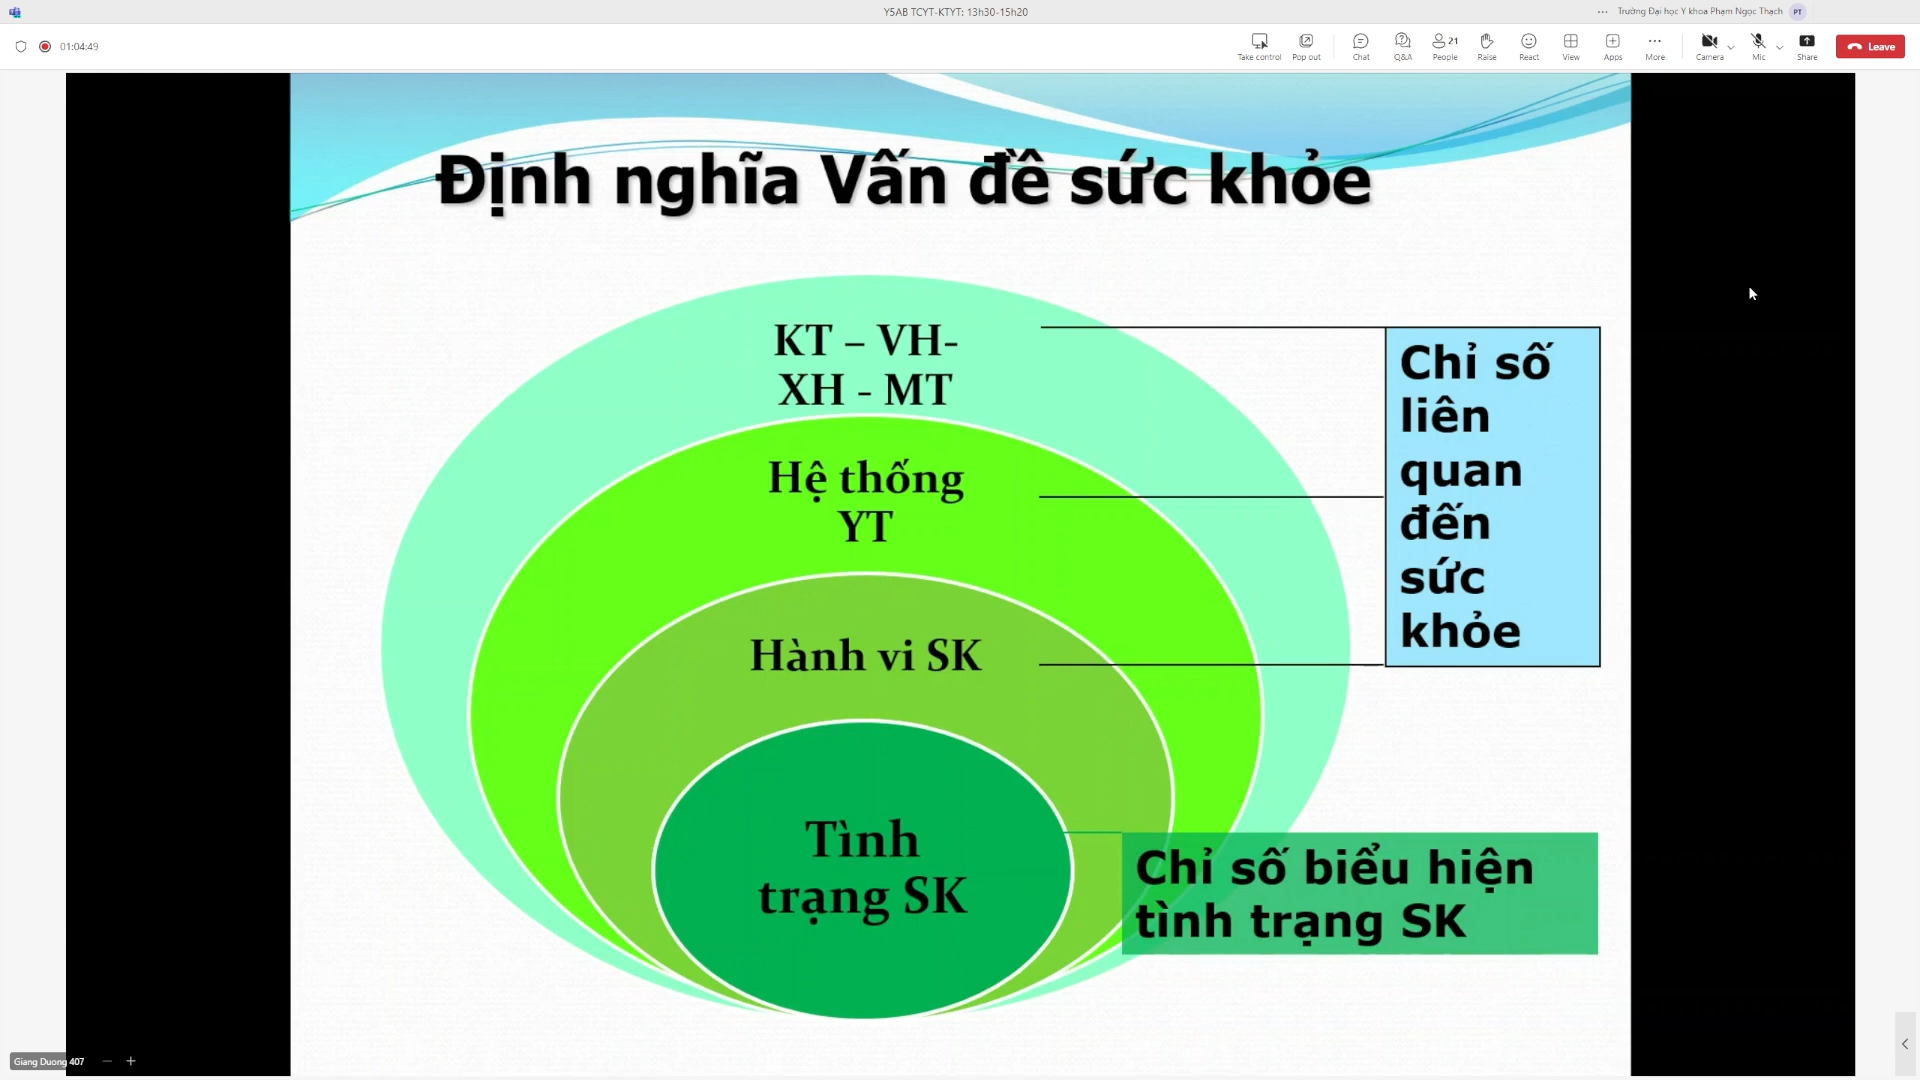 Y5AB TCYT-KTYT: 13h30-15h20
Trường Đại học Y khoa Phạm Ngọc Thạch
PT
01:04:49
Take control
Pop out
Chat
Q&A
21
People
Raise
React
View
Apps
More
Camera
Mic
Share
Leave
Định nghĩa Vấn đề sức khỏe
KT – VH-
XH - MT
Hệ thống
YT
Hành vi SK
Tình
trạng SK
Chỉ số
liên
quan
đến
sức
khỏe
Chỉ số biểu hiện
tình trạng SK
Giang Duong 407